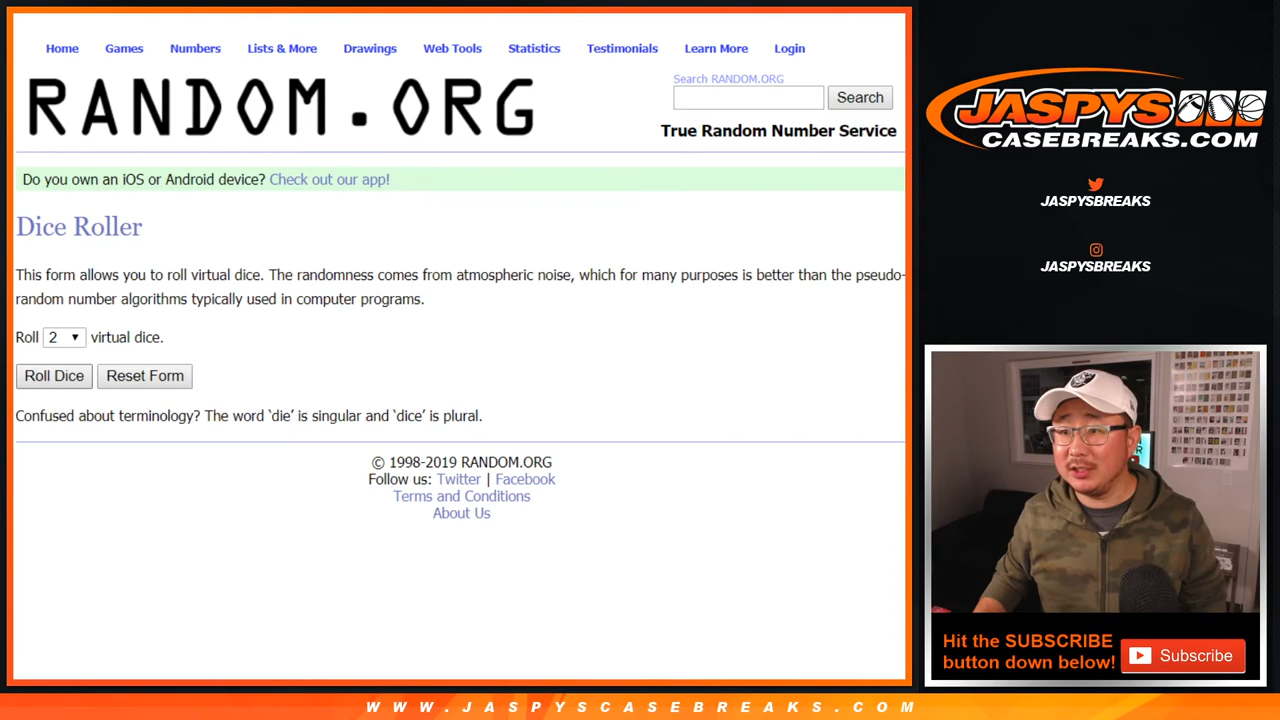 Home Games Numbers Lists & More Drawings Web Tools Statistics Testimonials Learn More Login
RANDOM.ORG
Search RANDOM.ORG
Search
True Random Number Service
Do you own an iOS or Android device? Check out our app!
Dice Roller
This form allows you to roll virtual dice. The randomness comes from atmospheric noise, which for many purposes is better than the pseudo-
random number algorithms typically used in computer programs.
Roll 2 virtual dice.
Roll Dice Reset Form
Confused about terminology? The word ‘die’ is singular and ‘dice’ is plural.
© 1998-2019 RANDOM.ORG
Follow us: Twitter | Facebook
Terms and Conditions
About Us
JASPYS
CASEBREAKS.COM
JASPYSBREAKS
JASPYSBREAKS
Hit the SUBSCRIBE
button down below!
Subscribe
WWW.JASPYSCASEBREAKS.COM